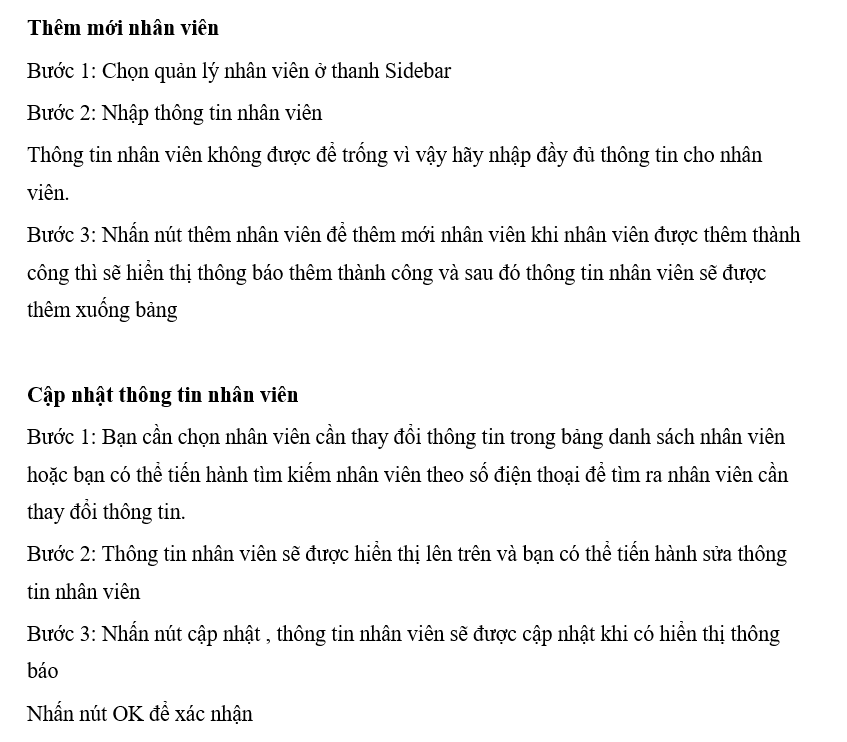 Thêm mới nhân viên
Bước 1: Chọn quản lý nhân viên ở thanh Sidebar
Bước 2: Nhập thông tin nhân viên
Thông tin nhân viên không được để trống vì vậy hãy nhập đầy đủ thông tin cho nhân
viên.
Bước 3: Nhấn nút thêm nhân viên để thêm mới nhân viên khi nhân viên được thêm thành
công thì sẽ hiển thị thông báo thêm thành công và sau đó thông tin nhân viên sẽ được
thêm xuống bảng
Cập nhật thông tin nhân viên
Bước 1: Bạn cần chọn nhân viên cần thay đổi thông tin trong bảng danh sách nhân viên
hoặc bạn có thể tiến hành tìm kiếm nhân viên theo số điện thoại để tìm ra nhân viên cần
thay đổi thông tin.
Bước 2: Thông tin nhân viên sẽ được hiển thị lên trên và bạn có thể tiến hành sửa thông
tin nhân viên
Bước 3: Nhấn nút cập nhật , thông tin nhân viên sẽ được cập nhật khi có hiển thị thông
báo
Nhấn nút OK để xác nhận